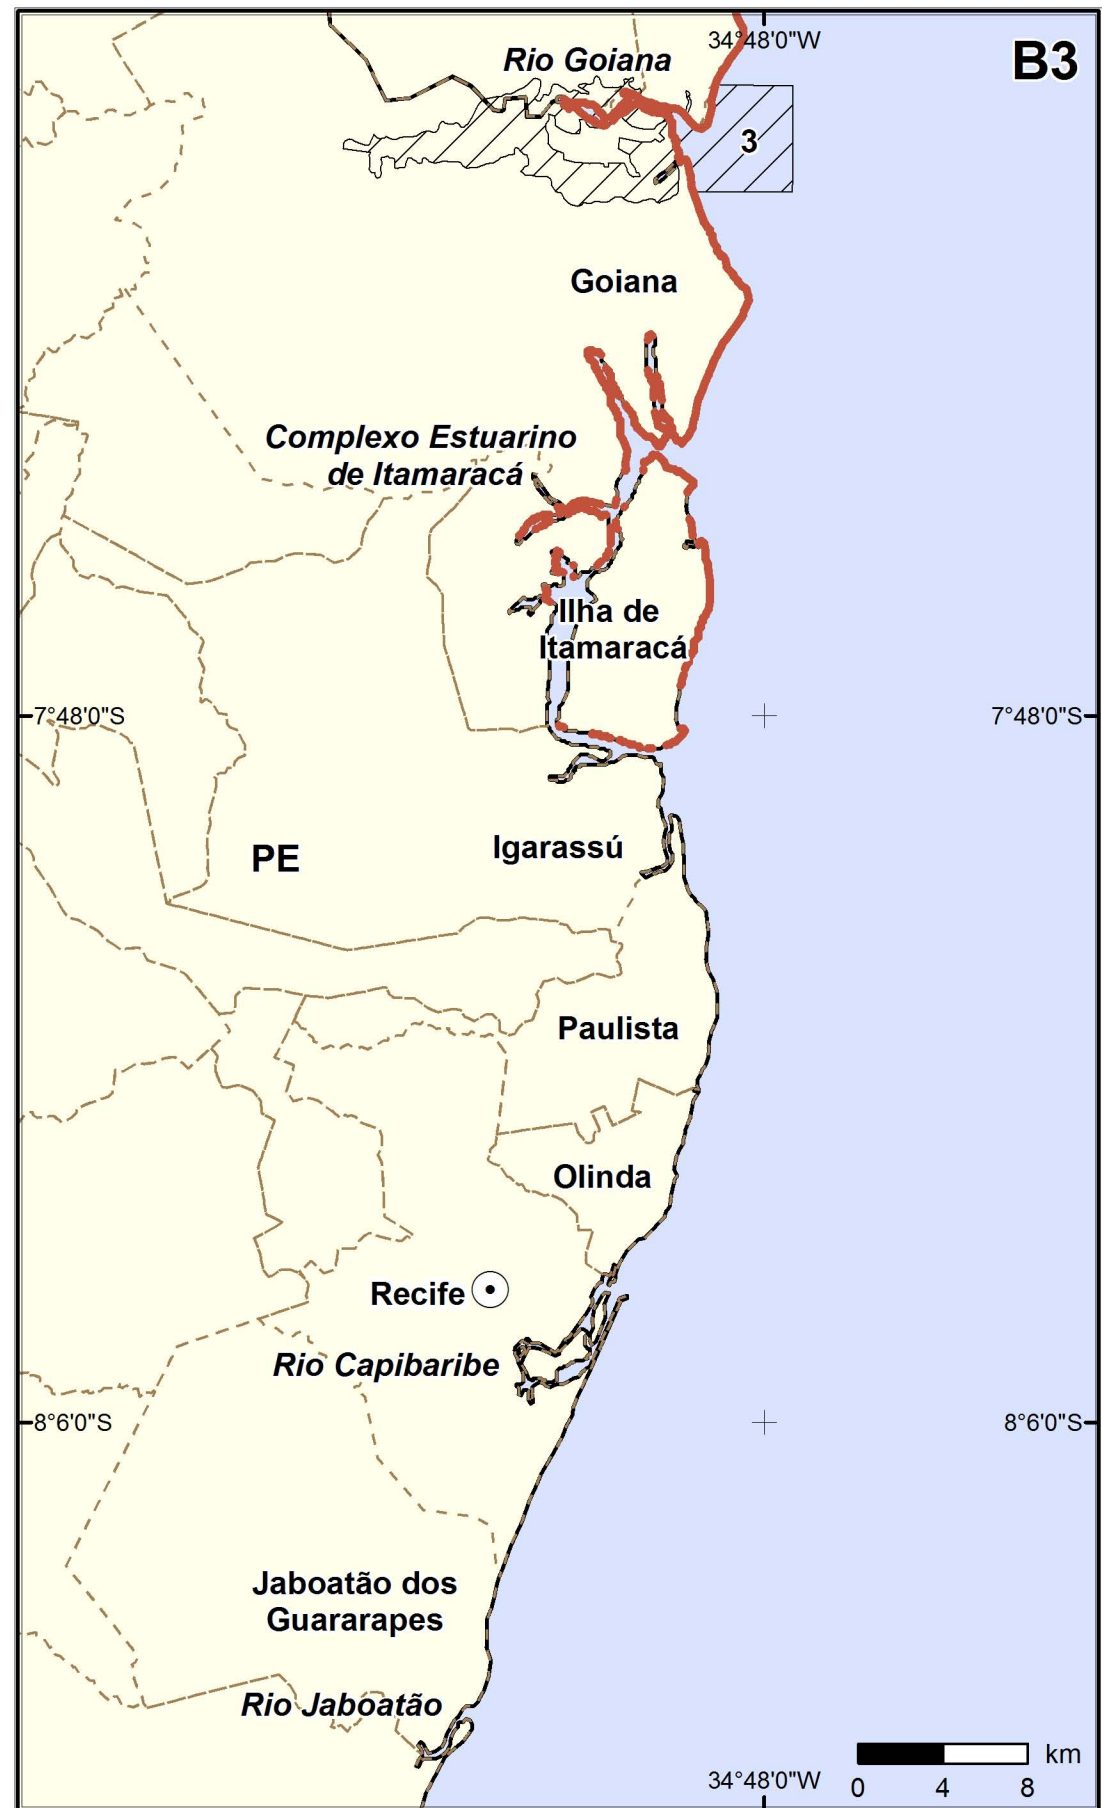 34°48'0"W
B3
Rio Goiana
3
Goiana
Complexo Estuarino
de Itamaracá
Ilha de
Itamaracá
7°48'0"S
7°48'0"S
Igarassú
PE
Paulista
Olinda
Recife
Rio Capibaribe
8°6'0"S
8°6'0"S
Jaboatão dos
Guararapes
Rio Jaboatão
34°48'0"W
km
0 4 8